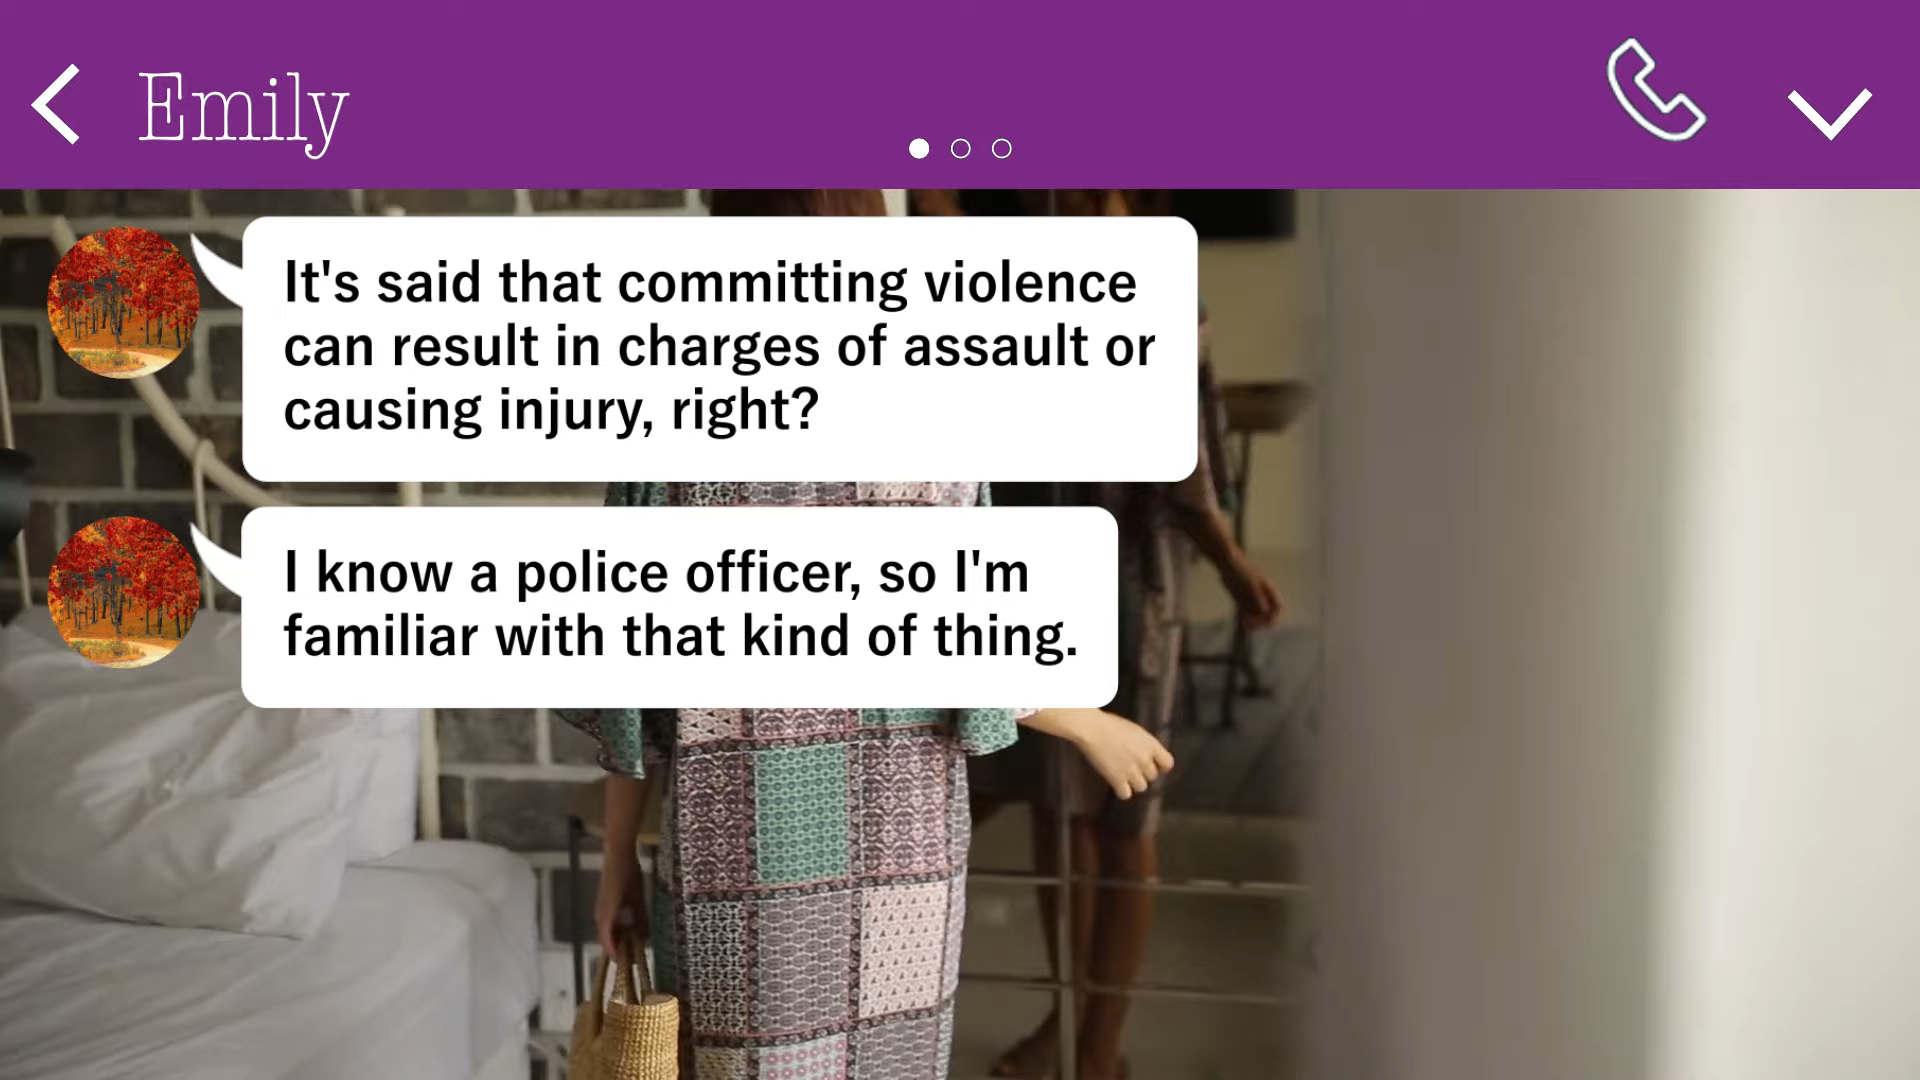 Emily
It's said that committing violence
can result in charges of assault or
causing injury, right?
I know a police officer, so I'm
familiar with that kind of thing.